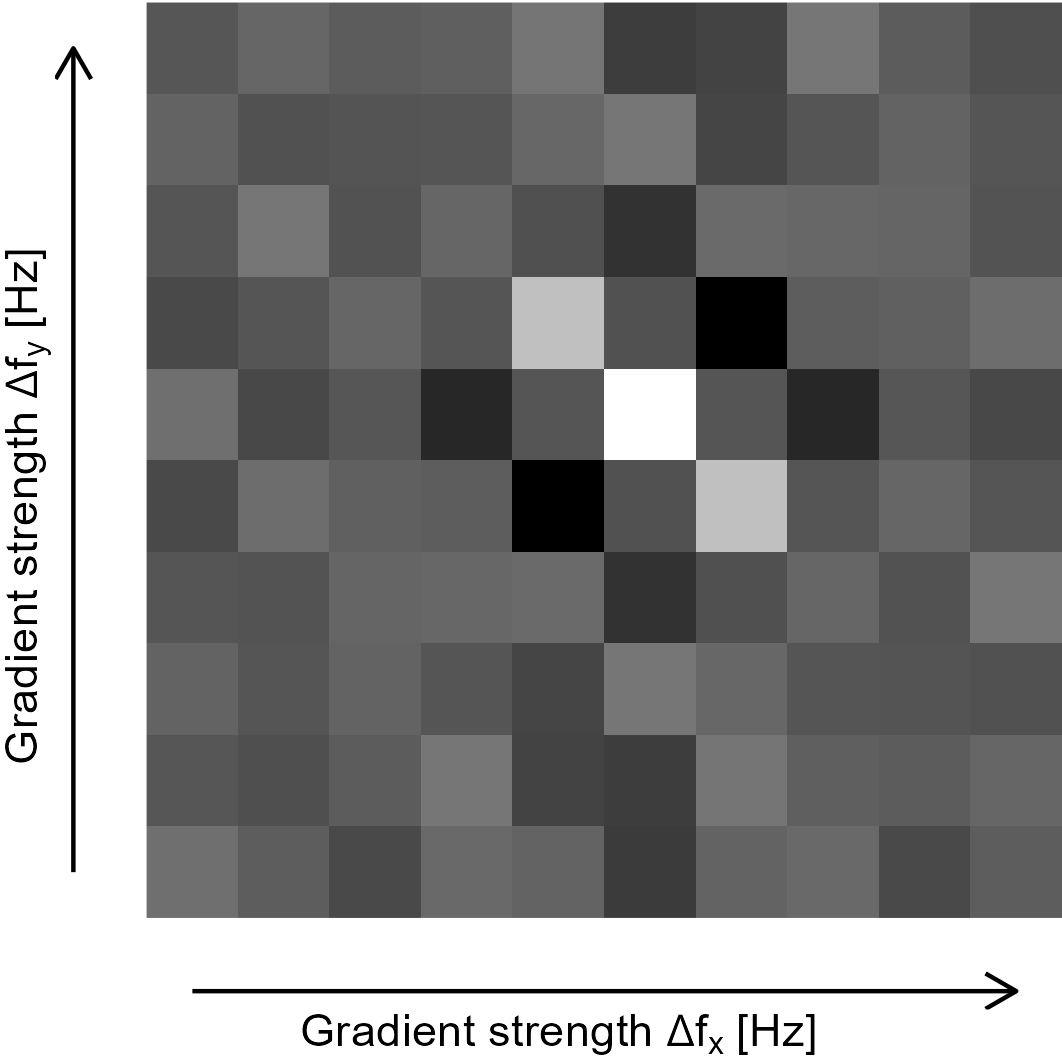 Gradient strength Δfy [Hz]
Gradient strength Δfx [Hz]